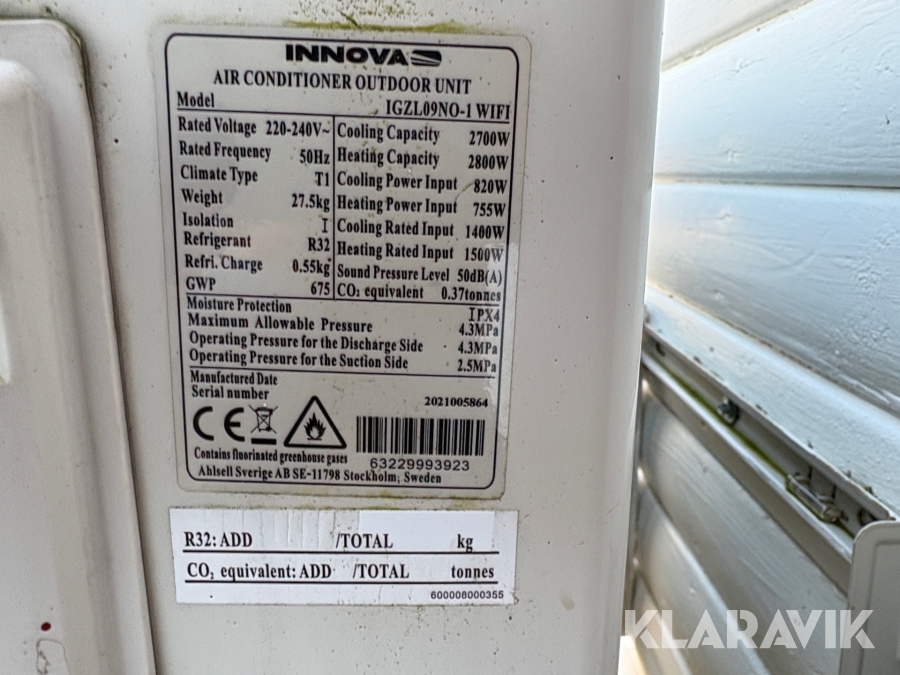 INNOVA
AIR CONDITIONER OUTDOOR UNIT
Model IGZL09NO-1 WIFI
Rated Voltage 220-240V~
Rated Frequency 50Hz
Climate Type T1
Weight 27.5kg
Isolation I
Refrigerant R32
Refri. Charge 0.55kg
GWP 675
Cooling Capacity 2700W
Heating Capacity 2800W
Cooling Power Input 820W
Heating Power Input 755W
Cooling Rated Input 1400W
Heating Rated Input 1500W
Sound Pressure Level 50dB(A)
CO₂ equivalent 0.37tonnes
Moisture Protection IPX4
Maximum Allowable Pressure 4.3MPa
Operating Pressure for the Discharge Side 4.3MPa
Operating Pressure for the Suction Side 2.5MPa
Manufactured Date
Serial number 2021005864
CE
63229993923
Contains fluorinated greenhouse gases
Ahlsell Sverige AB SE-11798 Stockholm, Sweden
R32: ADD /TOTAL kg
CO₂ equivalent: ADD /TOTAL tonnes
600008000355
KLARAVIK